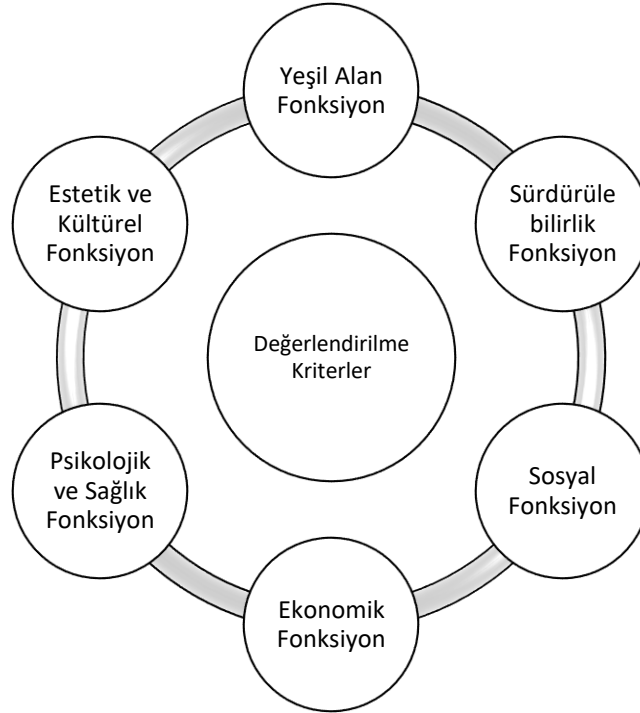 Yeşil Alan
Fonksiyon
Sürdürüle
bilirlik
Fonksiyon
Sosyal
Fonksiyon
Ekonomik
Fonksiyon
Psikolojik
ve Sağlık
Fonksiyon
Estetik ve
Kültürel
Fonksiyon
Değerlendirilme
Kriterler